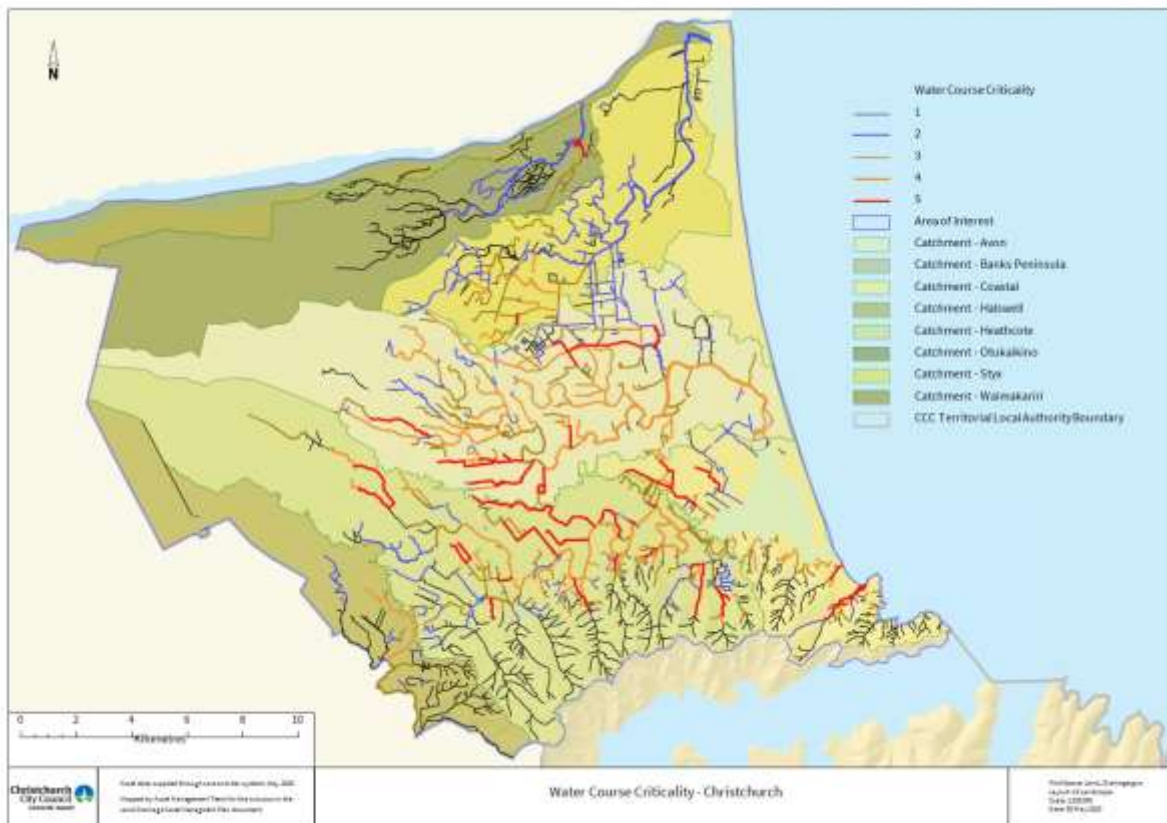 N
Water Course Criticality
1
2
3
4
5
Area of Interest
Catchment - Avon
Catchment - Banks Peninsula
Catchment - Coastal
Catchment - Halswell
Catchment - Heathcote
Catchment - Otukaikino
Catchment - Styx
Catchment - Waimakariri
CCC Territorial Local Authority Boundary
0 2 4 6 8 10
Kilometres
Christchurch
City Council
Water Course Criticality - Christchurch